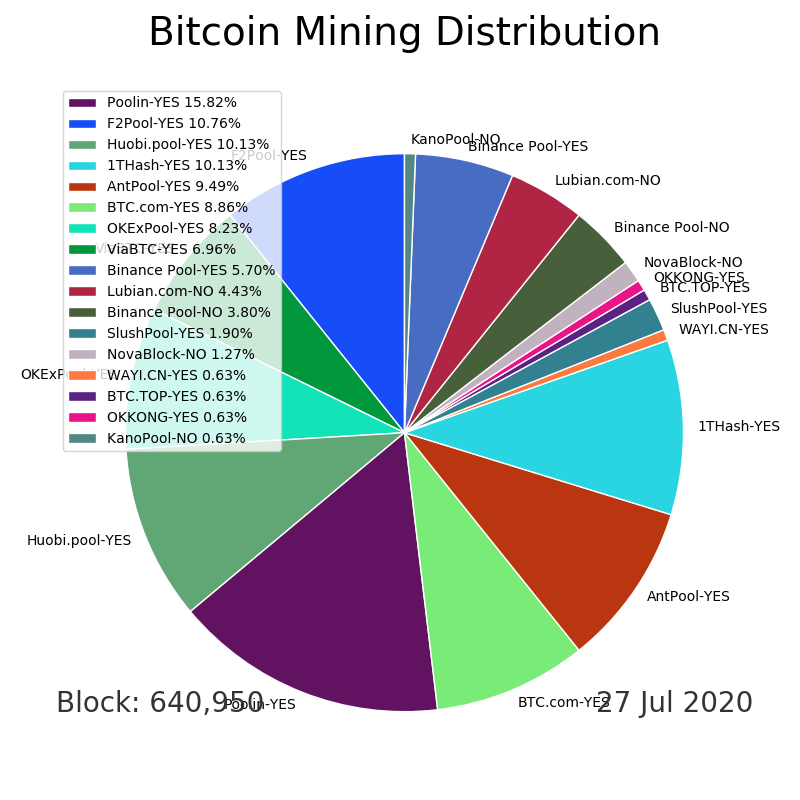 Bitcoin Mining Distribution
Poolin-YES 15.82%
F2Pool-YES 10.76%
Huobi.pool-YES 10.13%
1THash-YES 10.13%
AntPool-YES 9.49%
BTC.com-YES 8.86%
OKExPool-YES 8.23%
ViaBTC-YES 6.96%
Binance Pool-YES 5.70%
Lubian.com-NO 4.43%
Binance Pool-NO 3.80%
SlushPool-YES 1.90%
NovaBlock-NO 1.27%
WAYI.CN-YES 0.63%
BTC.TOP-YES 0.63%
OKKONG-YES 0.63%
KanoPool-NO 0.63%
KanoPool-NO
Binance Pool-YES
F2Pool-YES
Lubian.com-NO
Binance Pool-NO
NovaBlock-NO
OKKONG-YES
BTC.TOP-YES
SlushPool-YES
WAYI.CN-YES
OKExPool-YES
1THash-YES
Huobi.pool-YES
AntPool-YES
Poolin-YES
BTC.com-YES
Block: 640,950
27 Jul 2020